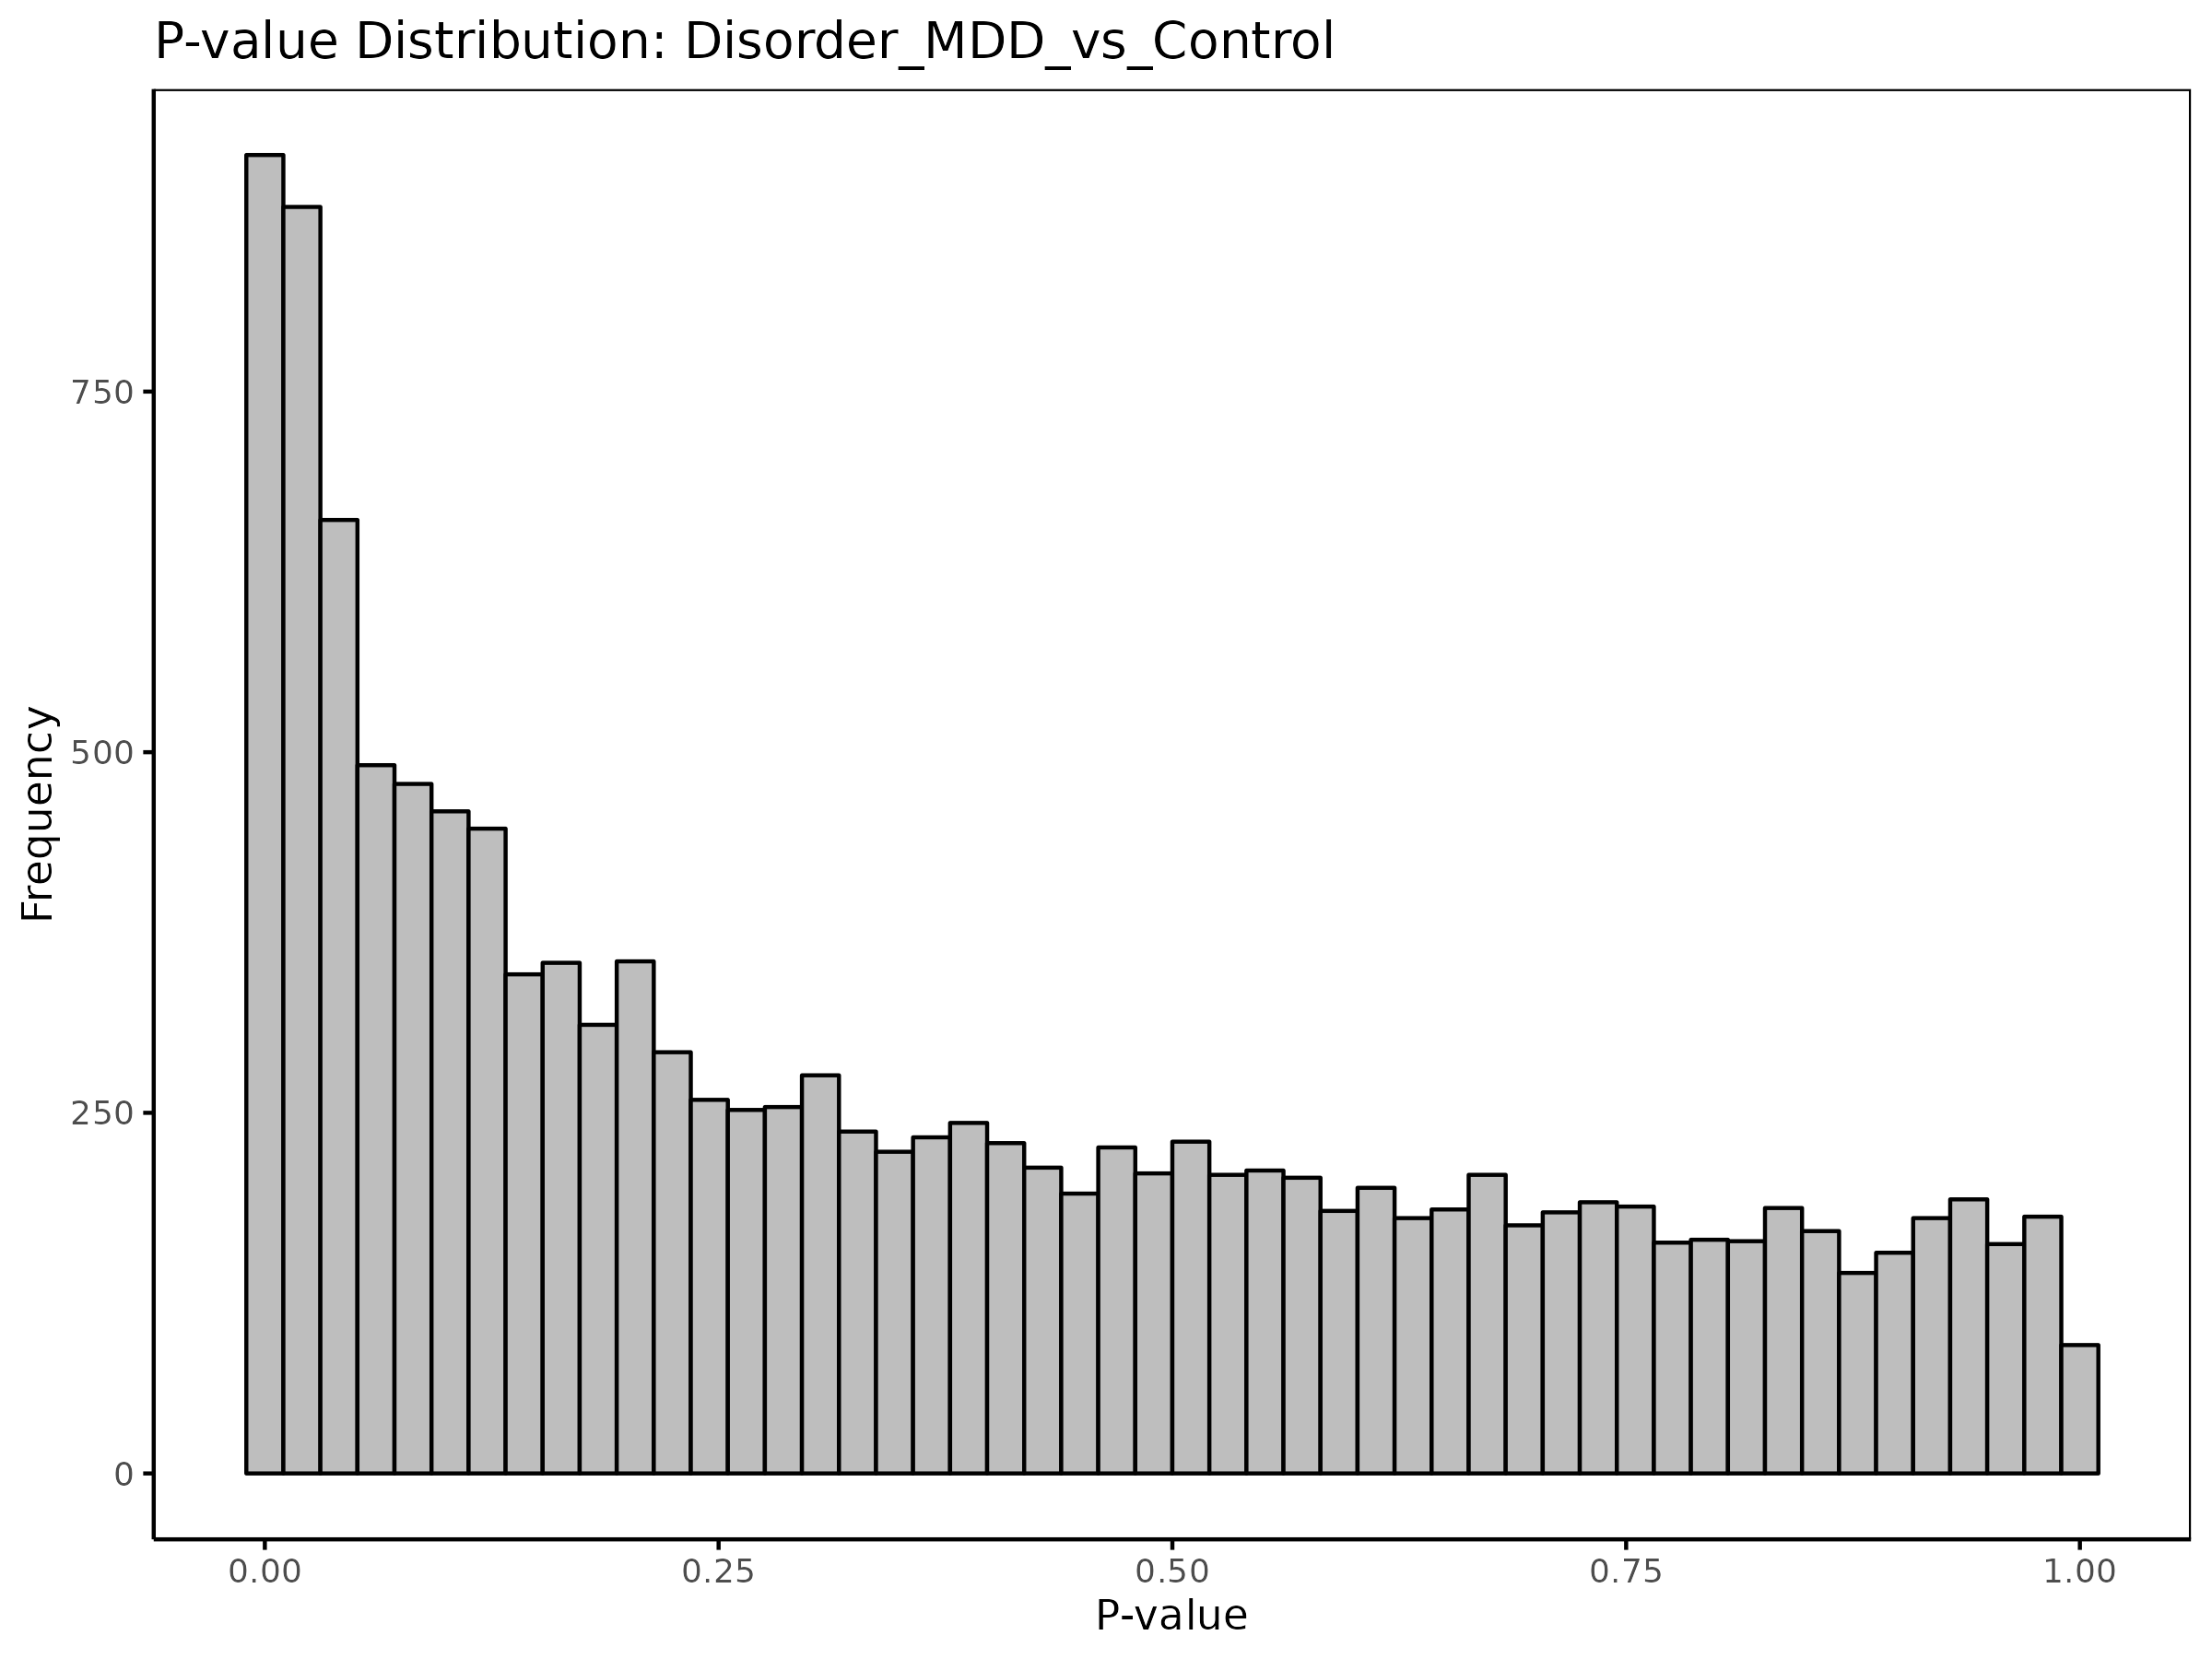 P-value Distribution: Disorder_MDD_vs_Control
Frequency
750
500
250
0
0.00 0.25 0.50 0.75 1.00
P-value